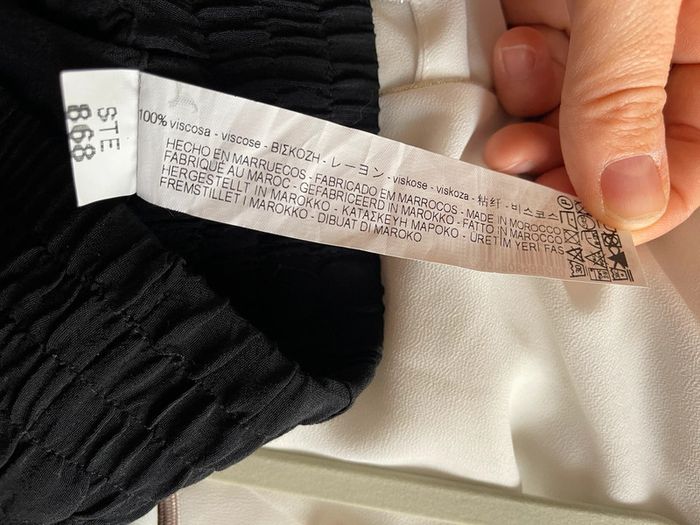 STE
868
100% viscosa - viscose - ΒΙΣΚΟΖΗ - レーヨン - viskose - viskoza - 粘纤 - 비스코스
HECHO EN MARRUECOS - FABRICADO EM MARROCOS - MADE IN MOROCCO
FABRIQUÉ AU MAROC - GEFABRICEERD IN MAROKKO - FATTO IN MAROCCO
HERGESTELLT IN MAROKKO - ΚΑΤΑΣΚΕΥΗ ΜΑΡΟΚΟ - ÜRETİM YERİ FAS
FREMSTILLET I MAROKKO - DIBUAT DI MAROKO